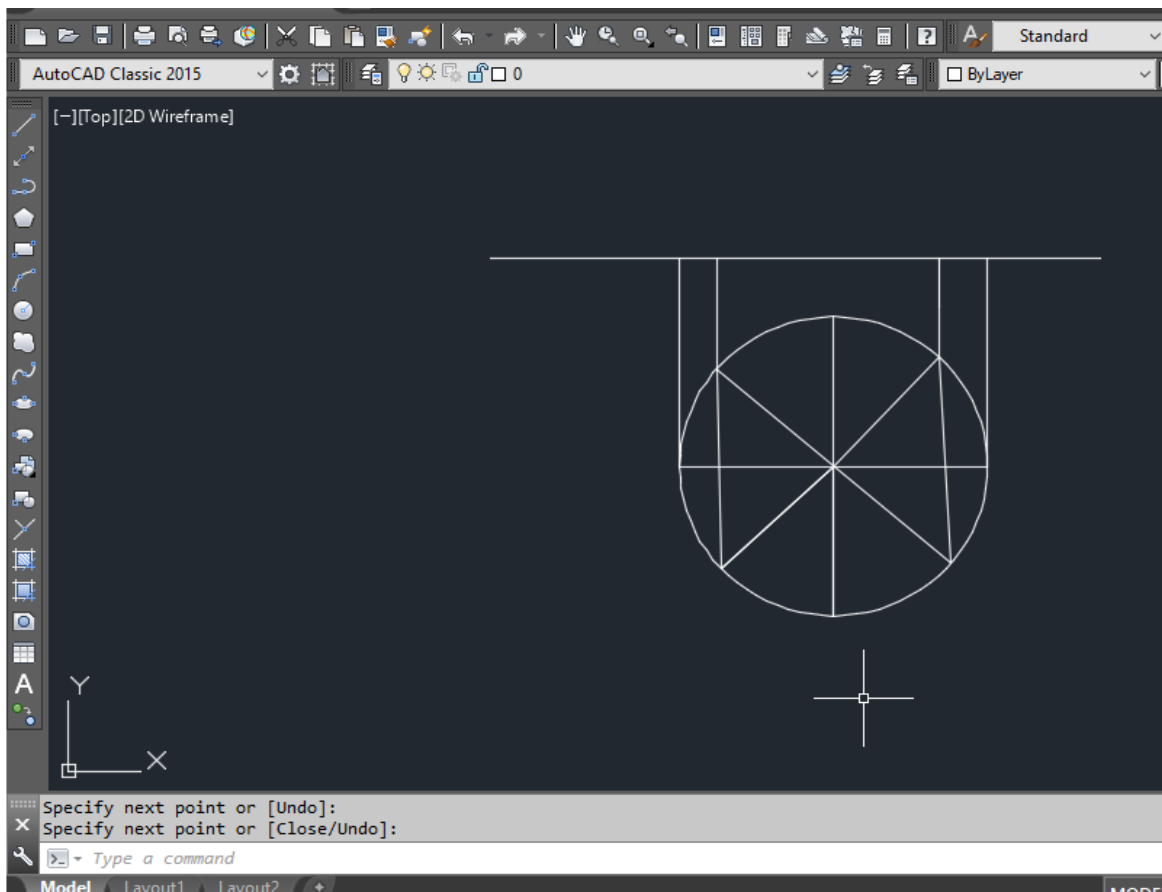 Standard
AutoCAD Classic 2015
0
ByLayer
[−][Top][2D Wireframe]
A
Y
X
Specify next point or [Undo]:
Specify next point or [Close/Undo]:
Type a command
Model
Layout1
Layout2
+